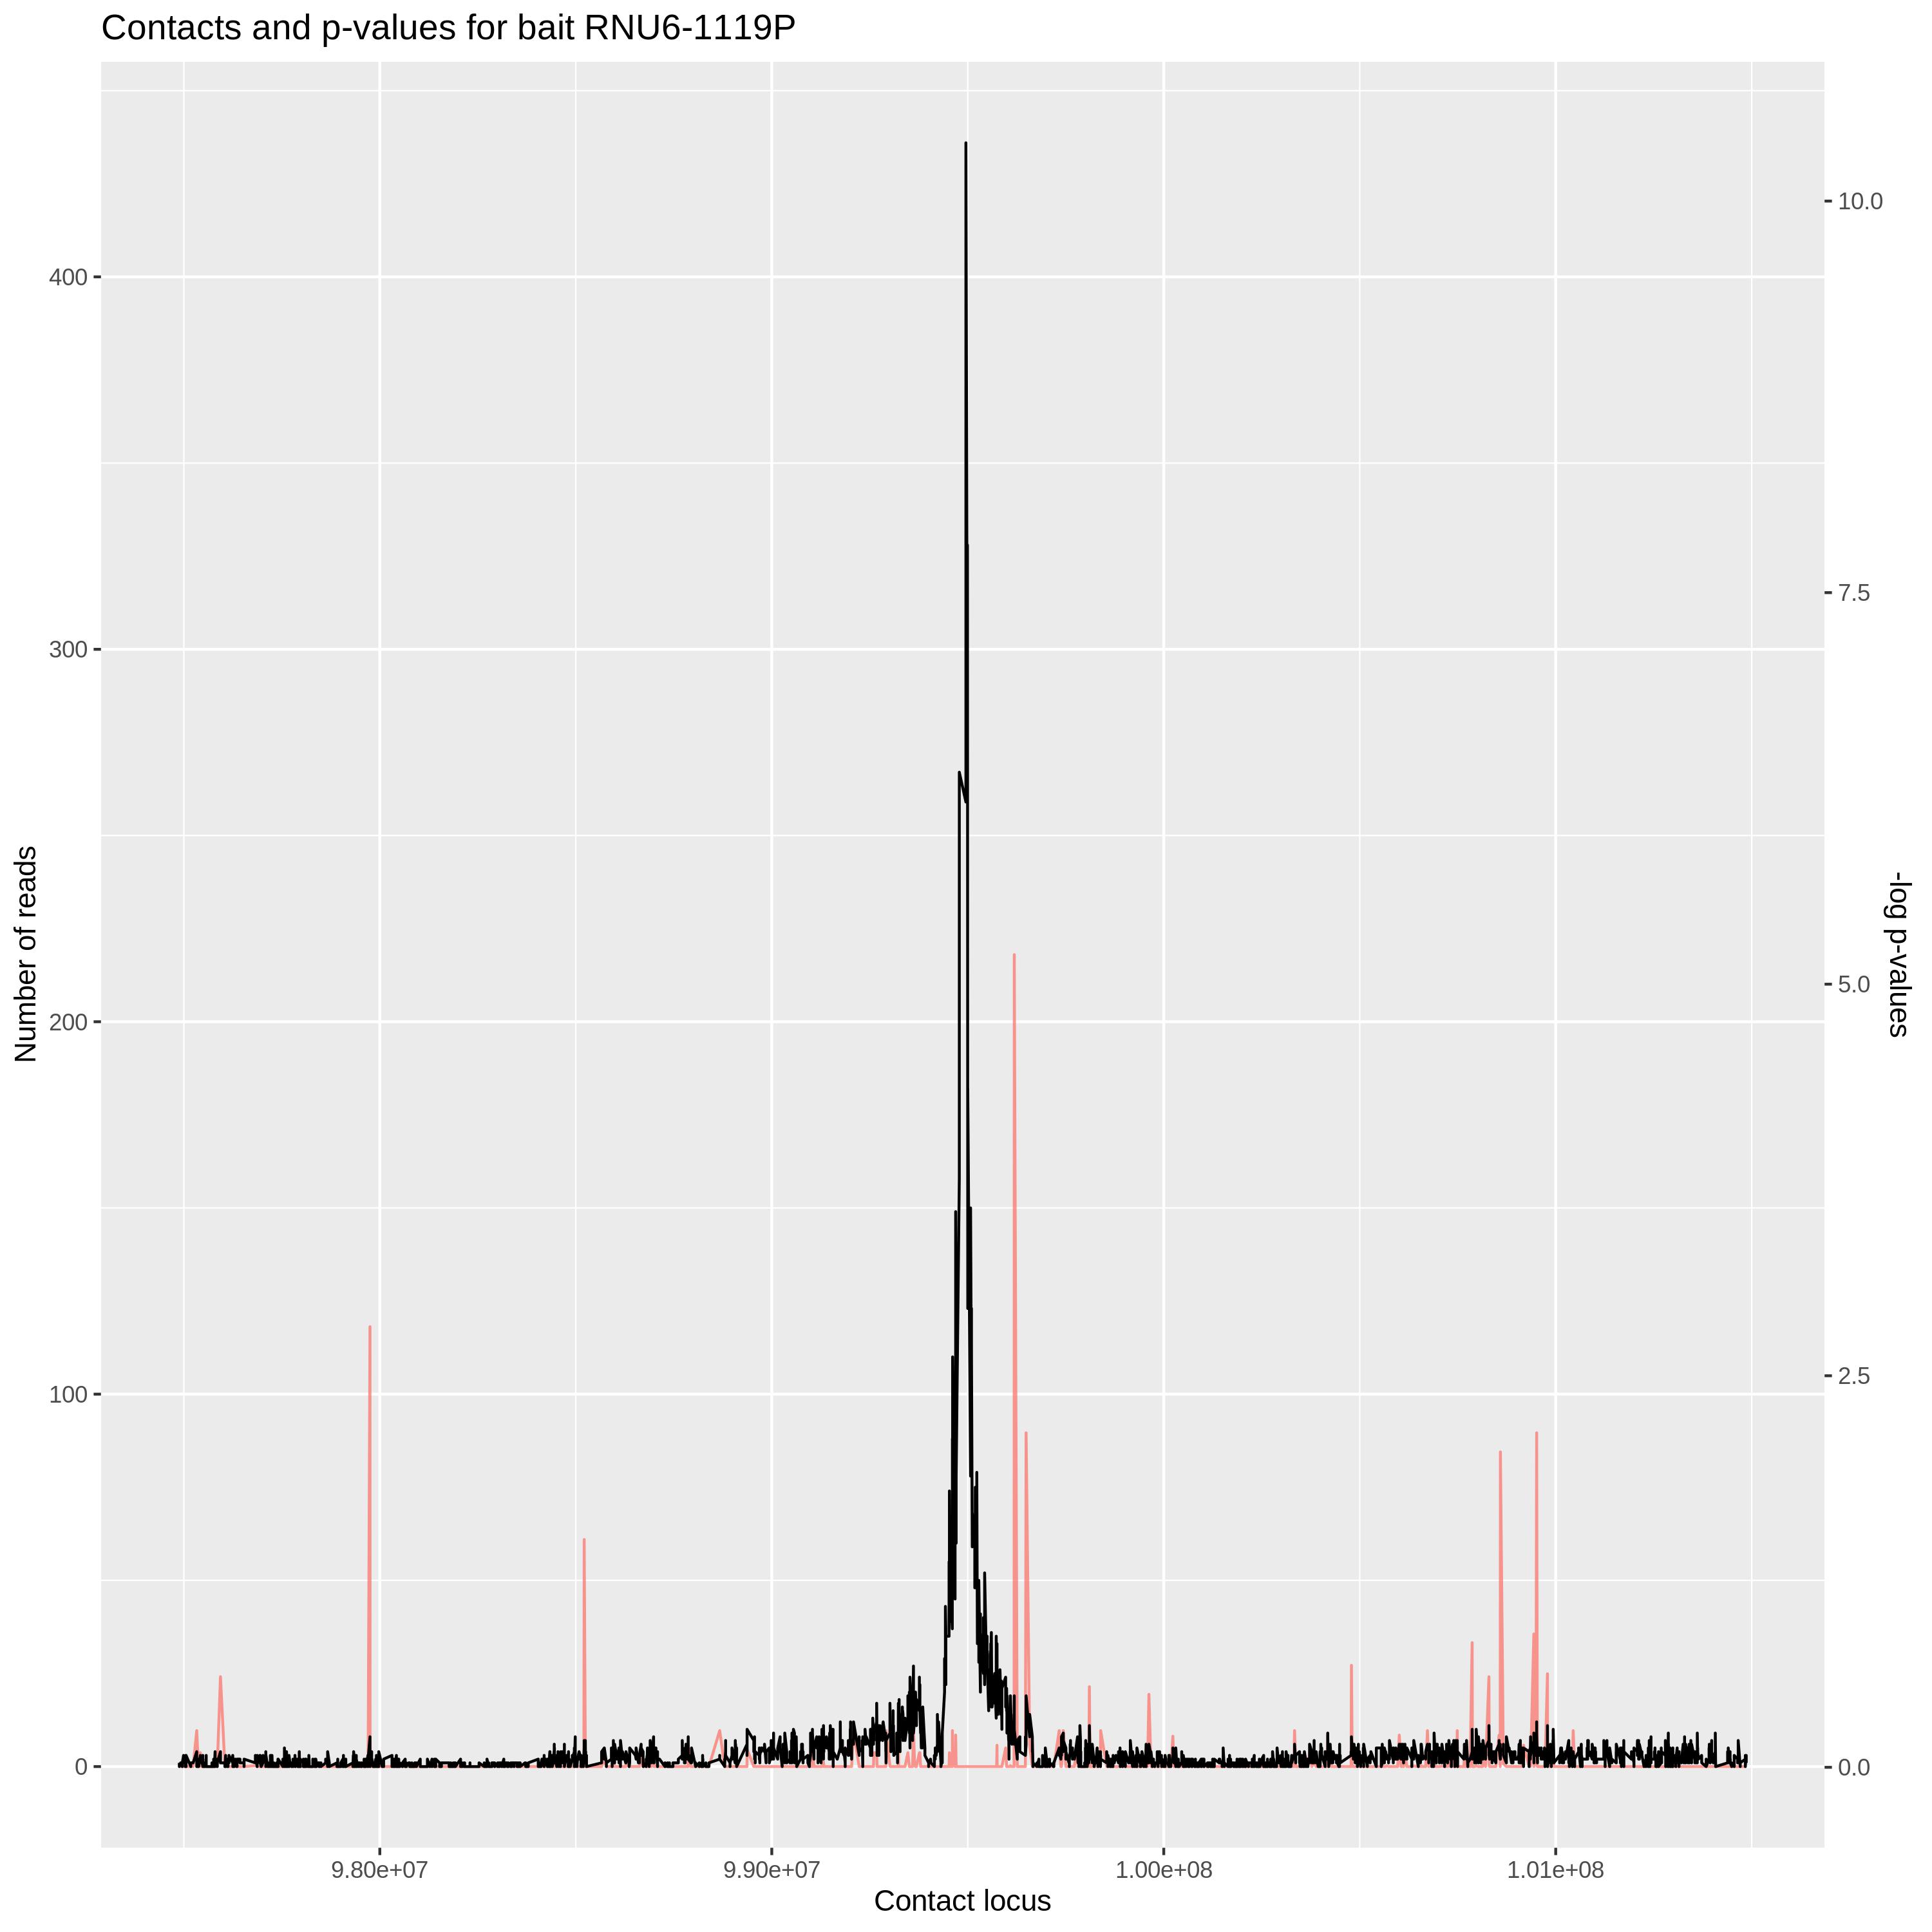 Contacts and p-values for bait RNU6-1119P
Number of reads
400
300
200
100
0
10.0
7.5
5.0
2.5
0.0
-log p-values
9.80e+07
9.90e+07
1.00e+08
1.01e+08
Contact locus